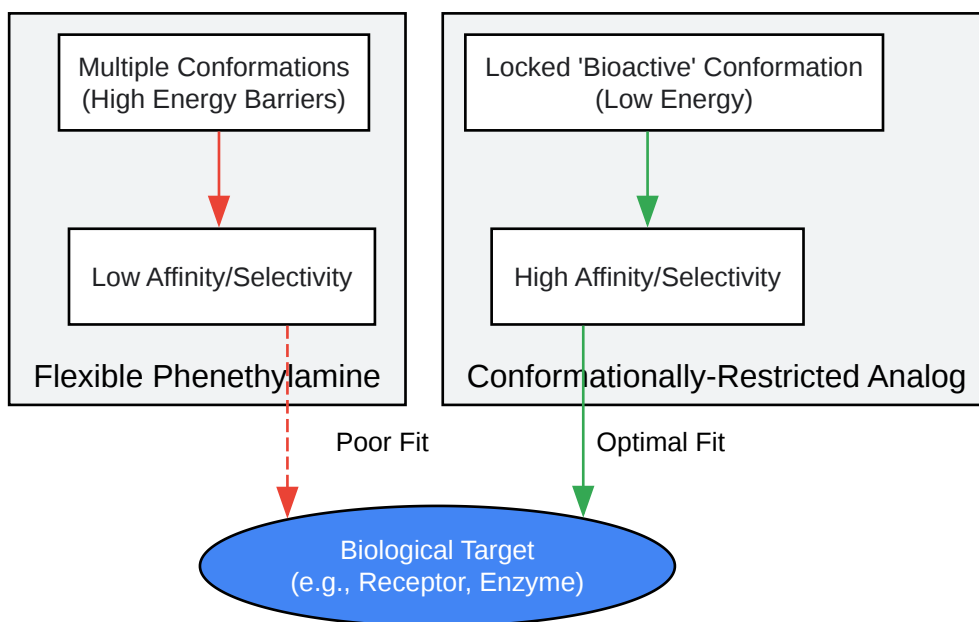 Multiple Conformations
(High Energy Barriers)
Low Affinity/Selectivity
Flexible Phenethylamine
Locked 'Bioactive' Conformation
(Low Energy)
High Affinity/Selectivity
Conformationally-Restricted Analog
Poor Fit
Optimal Fit
Biological Target
(e.g., Receptor, Enzyme)